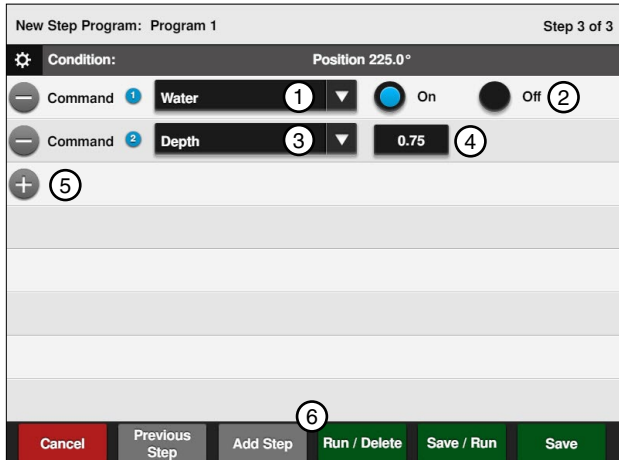 New Step Program: Program 1 Step 3 of 3
Condition: Position 225.0°
Command 1 Water 1 On Off 2
Command 2 Depth 3 0.75 4
5
6
Cancel Previous Step Add Step Run / Delete Save / Run Save